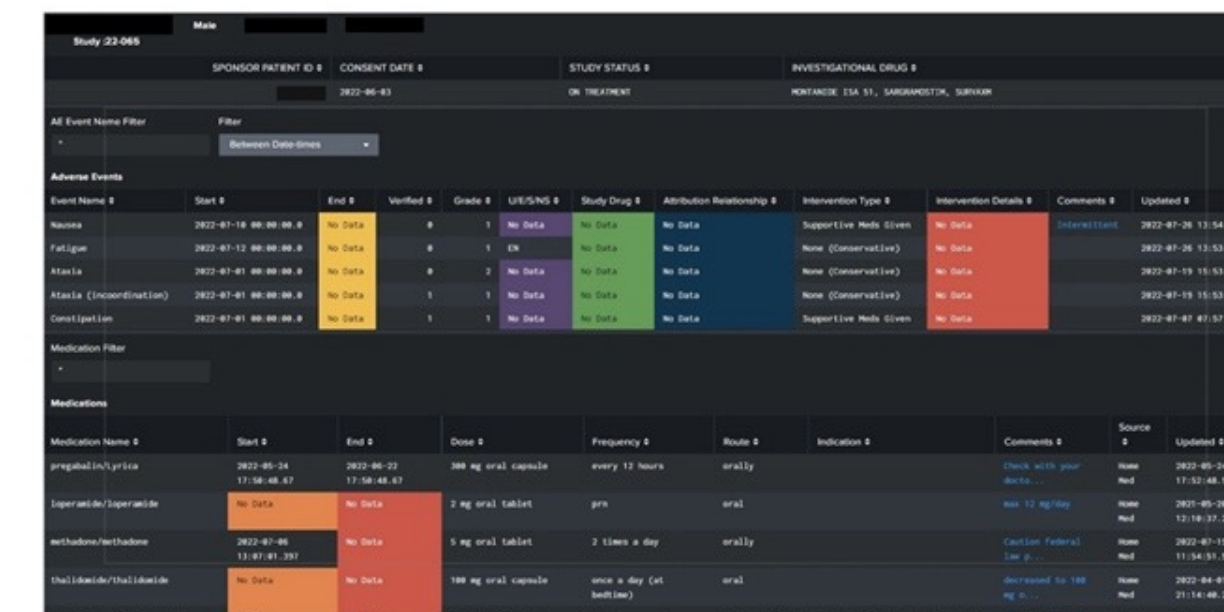 Male
Study :22-065
SPONSOR PATIENT ID CONSENT DATE STUDY STATUS INVESTIGATIONAL DRUG
2022-06-03 ON TREATMENT MONTANIDE ISA 51, SARGRAMOSTIM, SURVAXM
AE Event Name Filter Filter
* Between Date-times
Adverse Events
Event Name Start End Verified Grade U/E/S/NS Study Drug Attribution Relationship Intervention Type Intervention Details Comments Updated
Nausea 2022-07-10 00:00:00.0 No Data 0 1 No Data No Data No Data Supportive Meds Given No Data Intermittent 2022-07-26 13:54
Fatigue 2022-07-12 00:00:00.0 No Data 0 1 EN No Data No Data None (Conservative) No Data 2022-07-26 13:53
Ataxia 2022-07-01 00:00:00.0 No Data 0 2 No Data No Data No Data None (Conservative) No Data 2022-07-19 15:53
Ataxia (incoordination) 2022-07-01 00:00:00.0 No Data 1 1 No Data No Data No Data None (Conservative) No Data 2022-07-19 15:53
Constipation 2022-07-01 00:00:00.0 No Data 1 1 No Data No Data No Data Supportive Meds Given No Data 2022-07-07 07:57
Medication Filter
*
Medications
Source
Medication Name Start End Dose Frequency Route Indication Comments Updated
pregabalin/Lyrica 2022-05-24 2022-06-22 300 mg oral capsule every 12 hours orally Check with your Home 2022-05-24
17:50:48.67 17:50:48.67 docto... Med 17:52:48.
loperamide/loperamide No Data No Data 2 mg oral tablet prn oral max 12 mg/day Home 2021-05-20
Med 12:10:37.
methadone/methadone 2022-07-06 No Data 5 mg oral tablet 2 times a day orally Caution federal Home 2022-07-15
13:07:01.397 law p... Med 11:54:51.
thalidomide/thalidomide No Data No Data 100 mg oral capsule once a day (at oral decreased to 100 Home 2022-04-01
bedtime) mg o... Med 21:14:40.